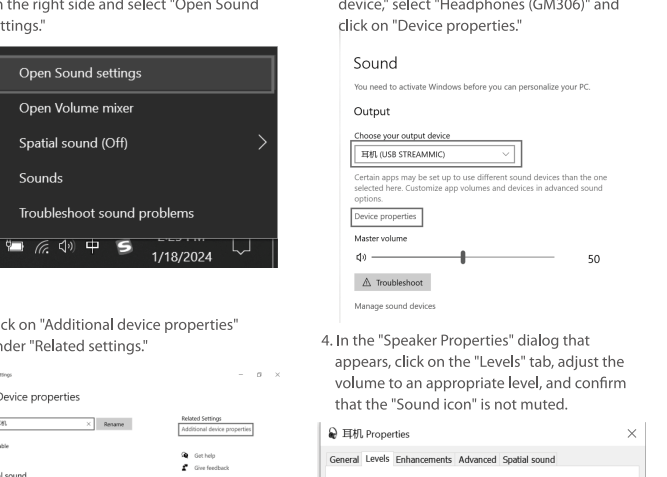 the right side and select "Open Sound
ttings."
Open Sound settings
Open Volume mixer
Spatial sound (Off)
Sounds
Troubleshoot sound problems
中
1/18/2024
ck on "Additional device properties"
nder "Related settings."
ttings
Device properties
机
Rename
ble
al sound
Related Settings
Additional device properties
Get help
Give feedback
device," select "Headphones (GM306)" and
click on "Device properties."
Sound
You need to activate Windows before you can personalize your PC.
Output
Choose your output device
耳机 (USB STREAMMIC)
Certain apps may be set up to use different sound devices than the one
selected here. Customize app volumes and devices in advanced sound
options.
Device properties
Master volume
50
Troubleshoot
Manage sound devices
4. In the "Speaker Properties" dialog that
appears, click on the "Levels" tab, adjust the
volume to an appropriate level, and confirm
that the "Sound icon" is not muted.
耳机 Properties
General Levels Enhancements Advanced Spatial sound